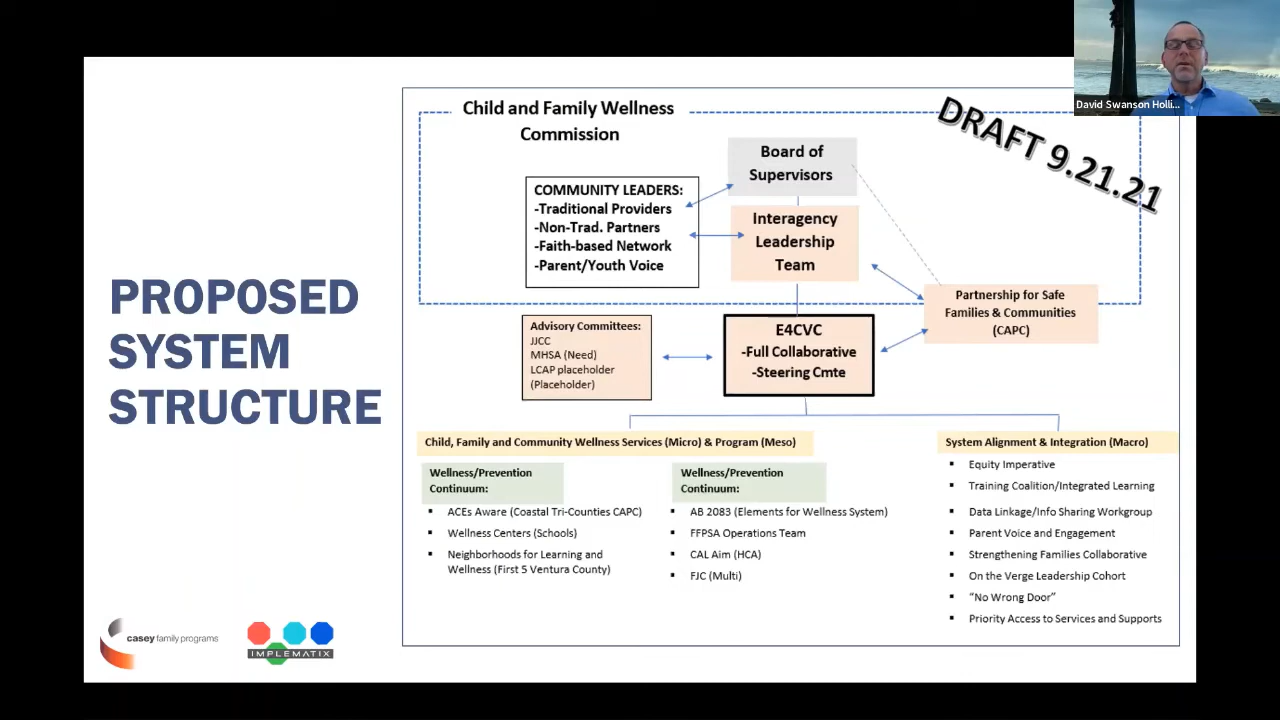 David Swanson Holli...
DRAFT 9.21.21
PROPOSED
SYSTEM
STRUCTURE
Child and Family Wellness
Commission
Board of
Supervisors
COMMUNITY LEADERS:
-Traditional Providers
-Non-Trad. Partners
-Faith-based Network
-Parent/Youth Voice
Interagency
Leadership
Team
Partnership for Safe
Families & Communities
(CAPC)
Advisory Committees:
JJCC
MHSA (Need)
LCAP placeholder
(Placeholder)
E4CVC
-Full Collaborative
-Steering Cmte
Child, Family and Community Wellness Services (Micro) & Program (Meso)
Wellness/Prevention
Continuum:
▪ ACEs Aware (Coastal Tri-Counties CAPC)
▪ Wellness Centers (Schools)
▪ Neighborhoods for Learning and
Wellness (First 5 Ventura County)
Wellness/Prevention
Continuum:
▪ AB 2083 (Elements for Wellness System)
▪ FFPSA Operations Team
▪ CAL Aim (HCA)
▪ FJC (Multi)
System Alignment & Integration (Macro)
▪ Equity Imperative
▪ Training Coalition/Integrated Learning
▪ Data Linkage/Info Sharing Workgroup
▪ Parent Voice and Engagement
▪ Strengthening Families Collaborative
▪ On the Verge Leadership Cohort
▪ “No Wrong Door”
▪ Priority Access to Services and Supports
casey family programs
IMPLEMATIX